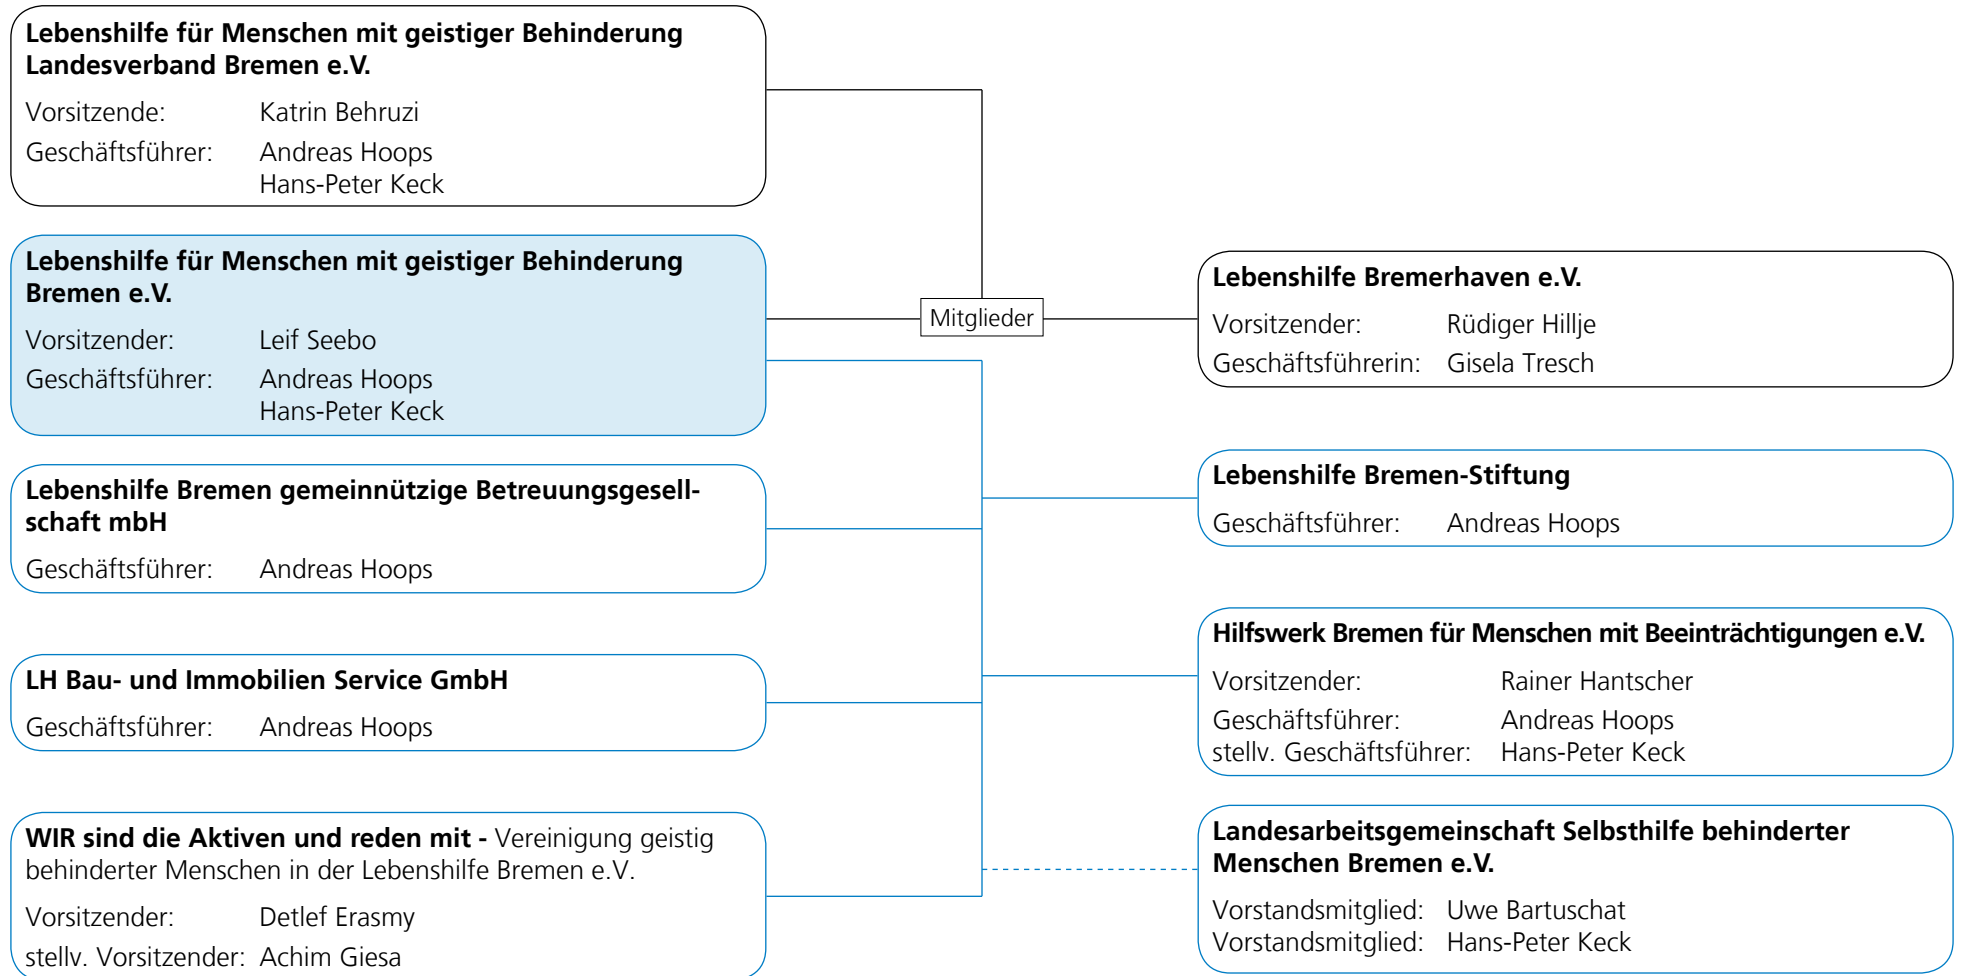 Lebenshilfe für Menschen mit geistiger Behinderung
Landesverband Bremen e.V.
Vorsitzende: Katrin Behruzi
Geschäftsführer: Andreas Hoops
Hans-Peter Keck
Lebenshilfe für Menschen mit geistiger Behinderung
Bremen e.V.
Vorsitzender: Leif Seebo
Geschäftsführer: Andreas Hoops
Hans-Peter Keck
Mitglieder
Lebenshilfe Bremerhaven e.V.
Vorsitzender: Rüdiger Hillje
Geschäftsführerin: Gisela Tresch
Lebenshilfe Bremen gemeinnützige Betreuungsgesell-
schaft mbH
Geschäftsführer: Andreas Hoops
Lebenshilfe Bremen-Stiftung
Geschäftsführer: Andreas Hoops
LH Bau- und Immobilien Service GmbH
Geschäftsführer: Andreas Hoops
Hilfswerk Bremen für Menschen mit Beeinträchtigungen e.V.
Vorsitzender: Rainer Hantscher
Geschäftsführer: Andreas Hoops
stellv. Geschäftsführer: Hans-Peter Keck
WIR sind die Aktiven und reden mit - Vereinigung geistig
behinderter Menschen in der Lebenshilfe Bremen e.V.
Vorsitzender: Detlef Erasmy
stellv. Vorsitzender: Achim Giesa
Landesarbeitsgemeinschaft Selbsthilfe behinderter
Menschen Bremen e.V.
Vorstandsmitglied: Uwe Bartuschat
Vorstandsmitglied: Hans-Peter Keck